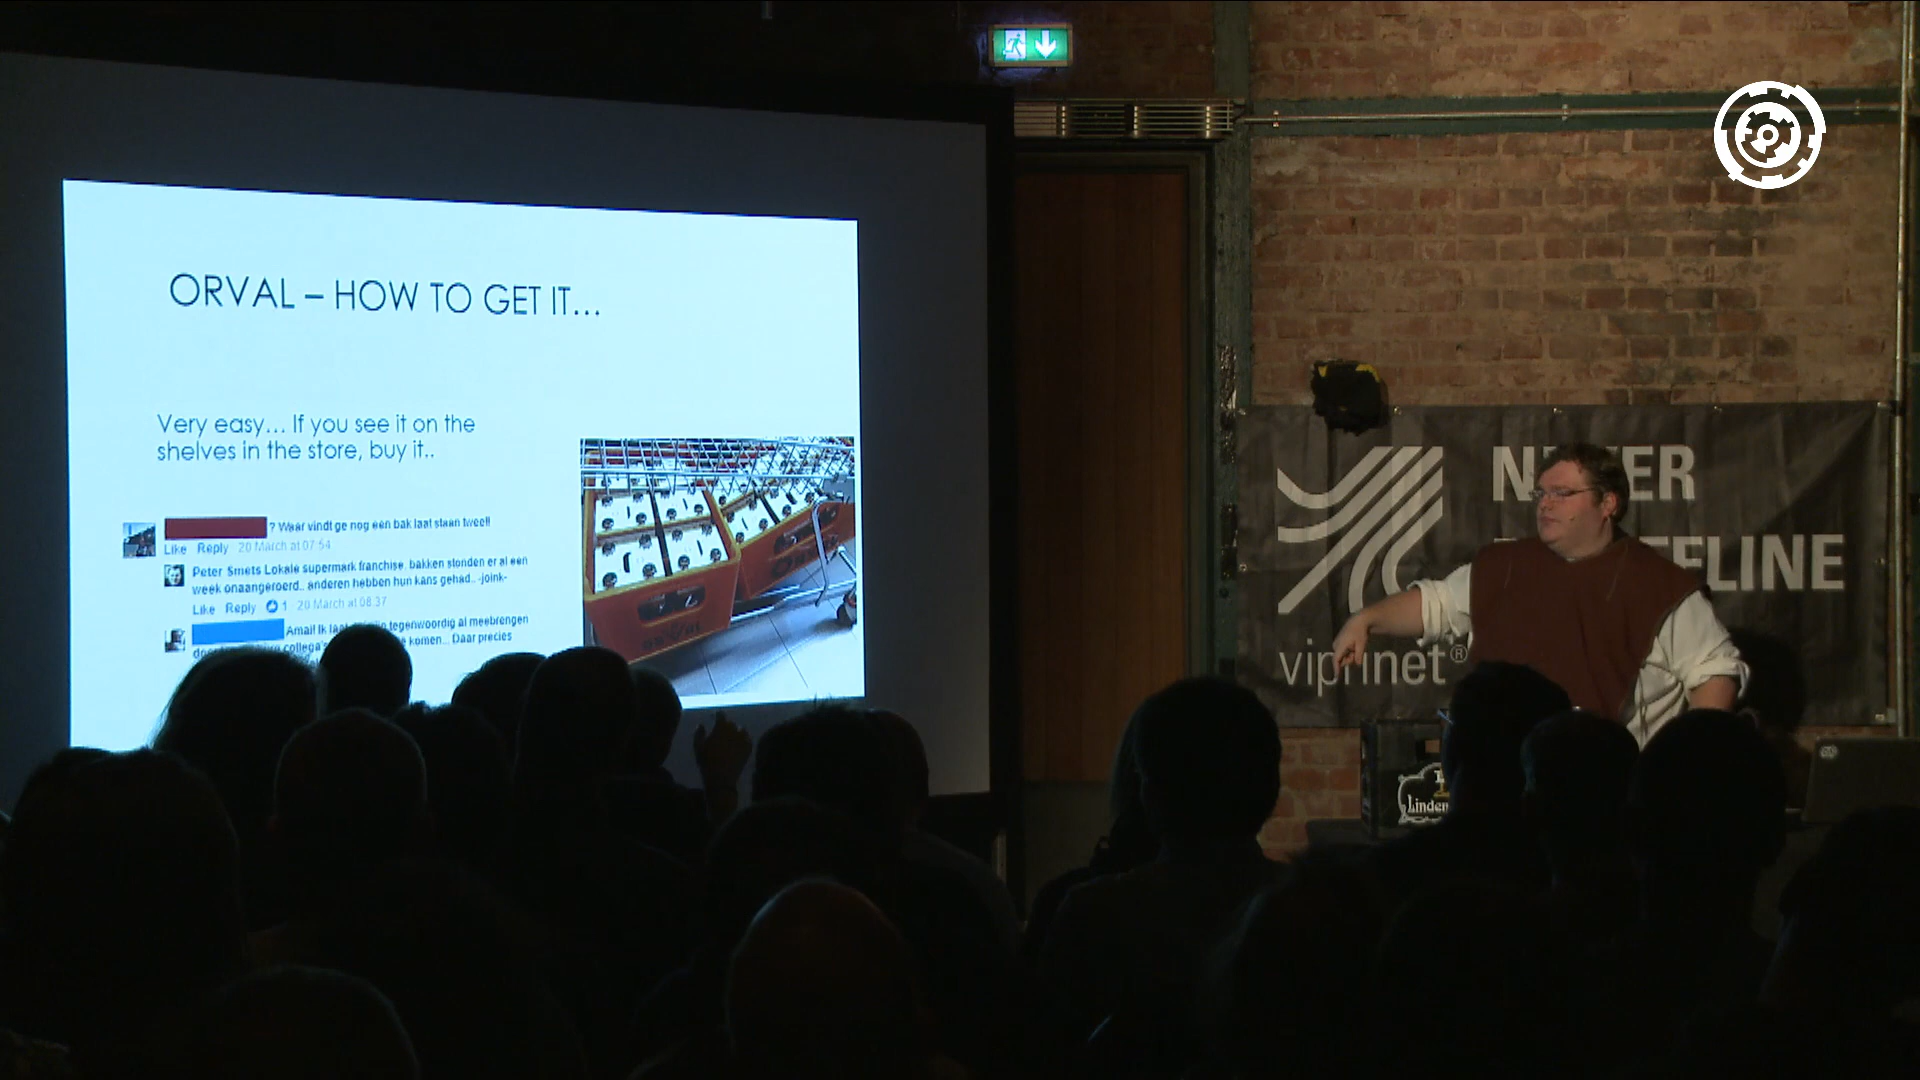 ORVAL – HOW TO GET IT...
Very easy... If you see it on the
shelves in the store, buy it..
? Waar vindt ge nog een bak laat staan twee!!
Like Reply 20 March at 07:54
Peter Smets Lokale supermark franchise. bakken stonden er al een
week onaangeroerd.. anderen hebben hun kans gehad.. -joink-
Like Reply 1 20 March at 08:37
Amai! Ik laat tegenwoordig al meebrengen
collega's komen... Daar precies
NEVER
viprinet®